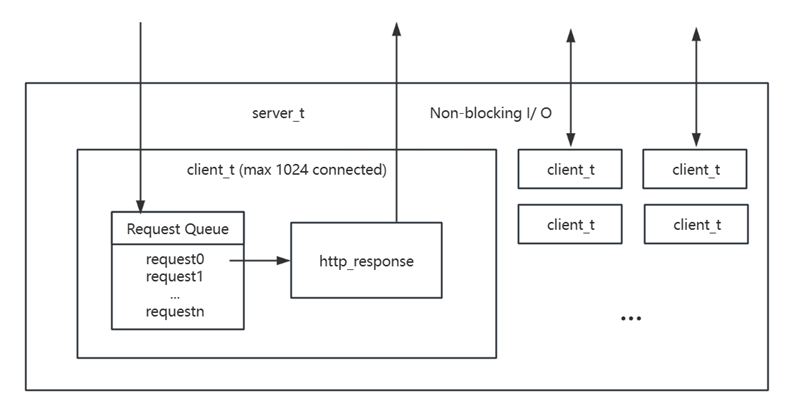 server_t
Non-blocking I/ O
client_t (max 1024 connected)
Request Queue
request0
request1
...
requestn
http_response
client_t
client_t
client_t
client_t
...